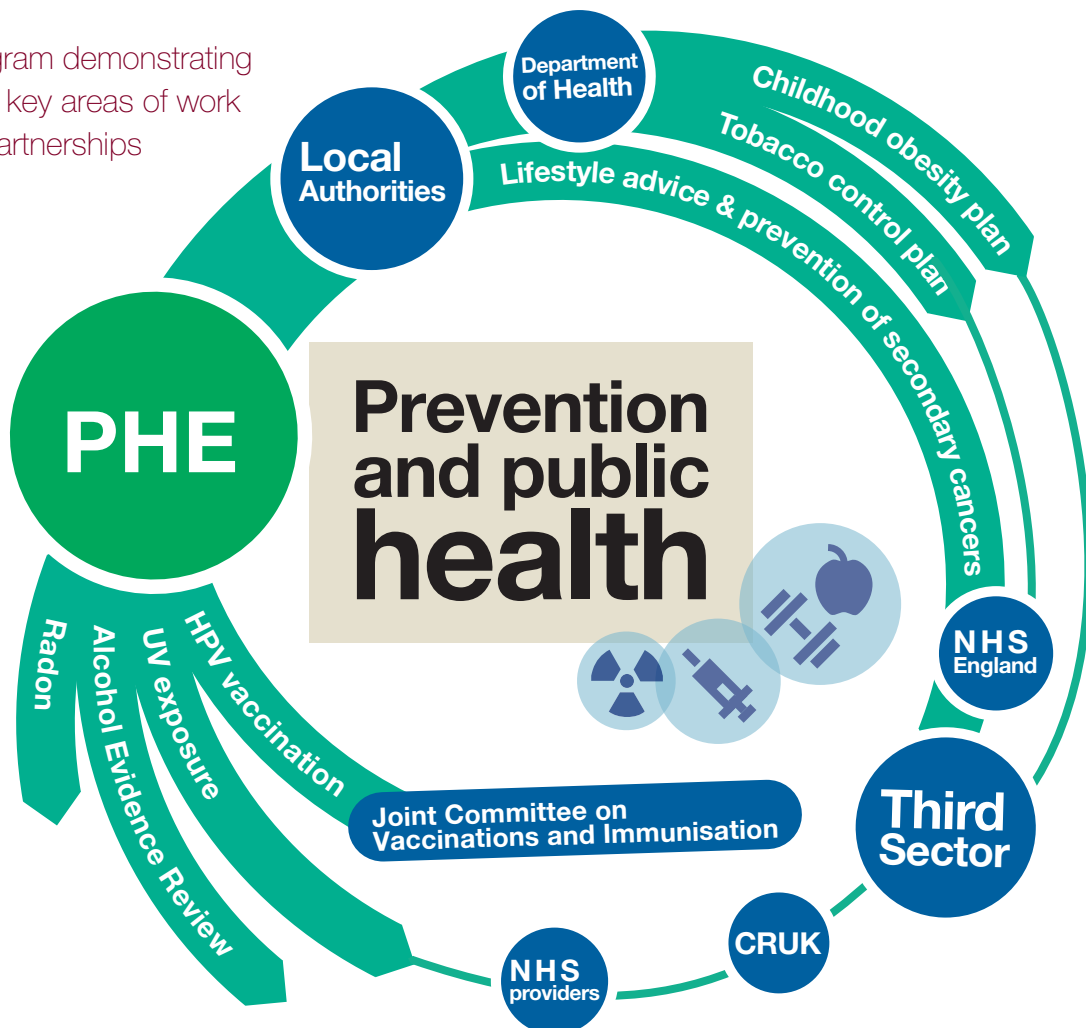 demonstrating
key areas of work
Department
of Health
Local
Authorities
Childhood obesity plan
Tobacco control plan
Lifestyle advice & prevention of secondary cancers
PHE
Prevention
and public
health
Radon
Alcohol Evidence Review
UV exposure
HPV vaccination
NHS
England
Joint Committee on
Vaccinations and Immunisation
Third
Sector
CRUK
NHS
providers